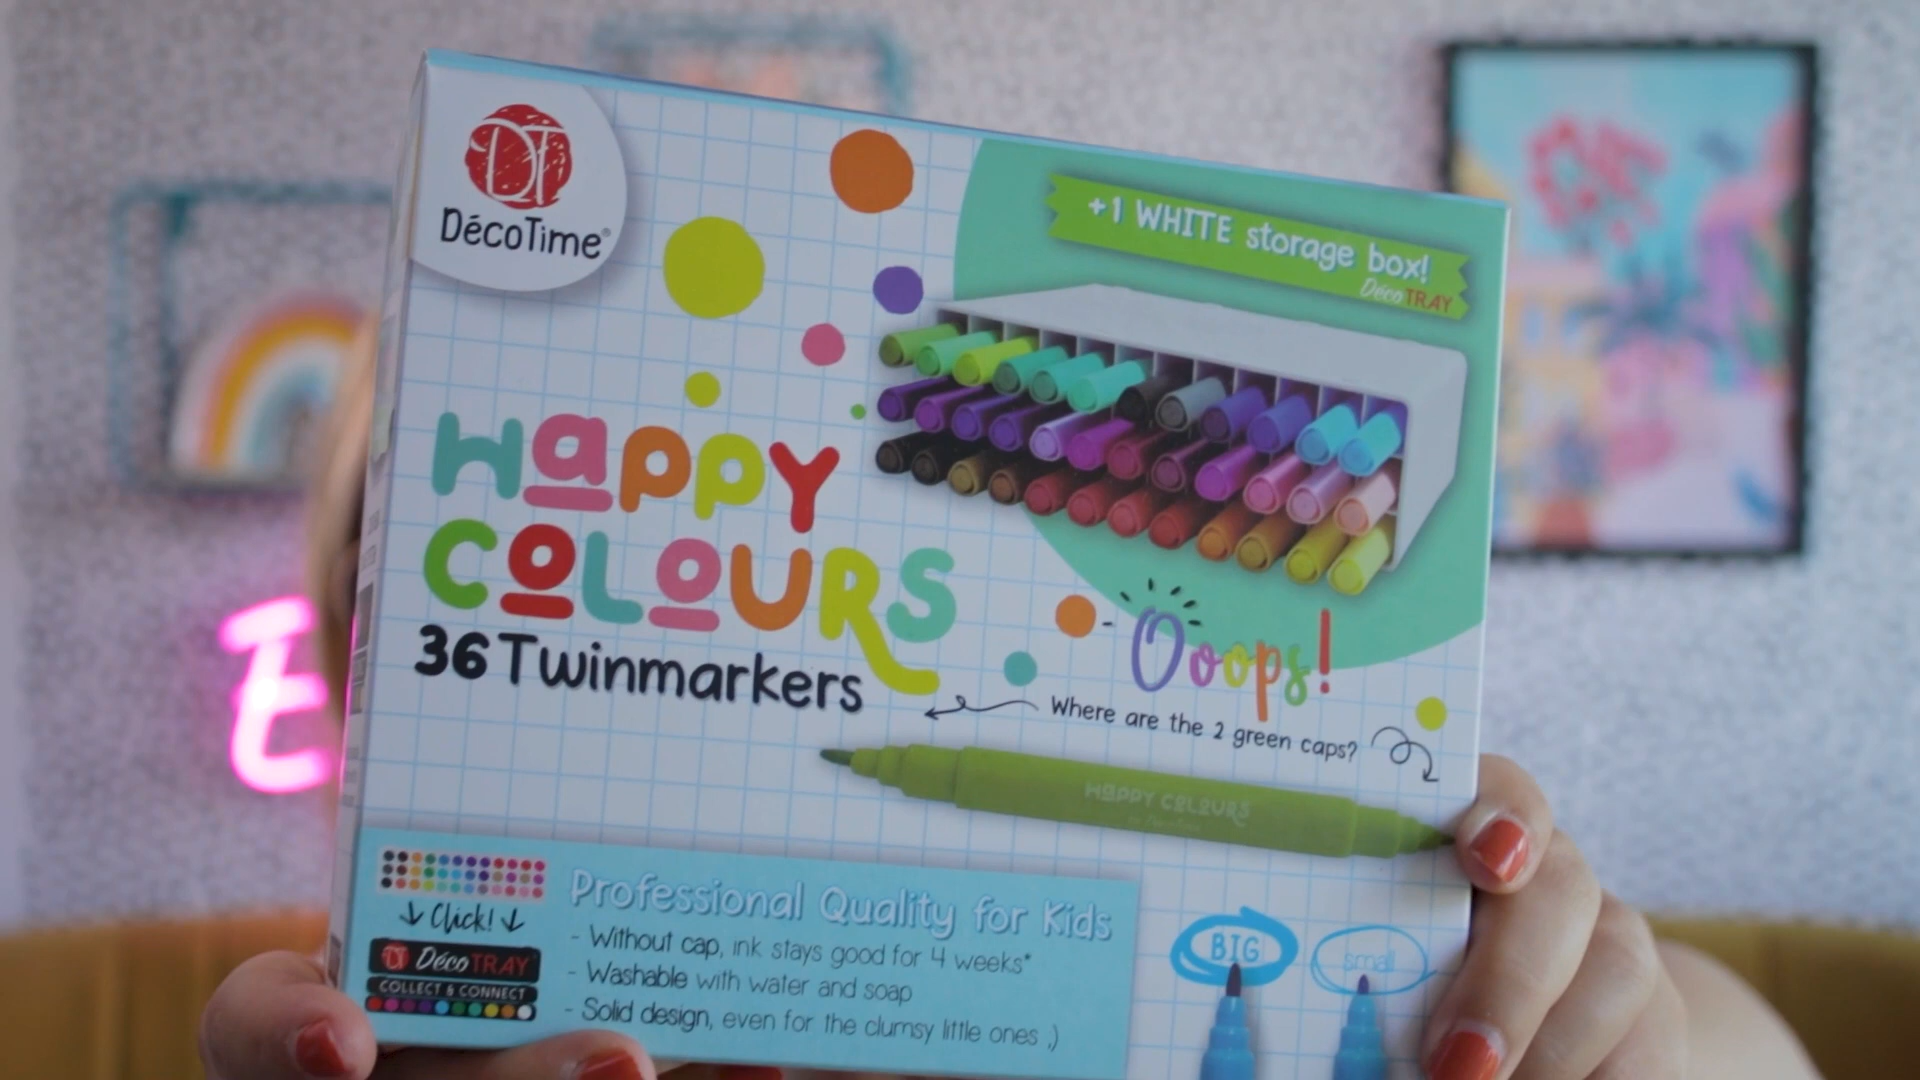 DT
DécoTime®
+1 WHITE storage box!
DécoTRAY
Happy
COLOURS
36 Twinmarkers
Ooops!
Where are the 2 green caps?
HAPPY COLOURS
Professional Quality for Kids
- Without cap, ink stays good for 4 weeks*
- Washable with water and soap
- Solid design, even for the clumsy little ones ,)
Click!
DT DécoTRAY
COLLECT & CONNECT
BIG
small
E